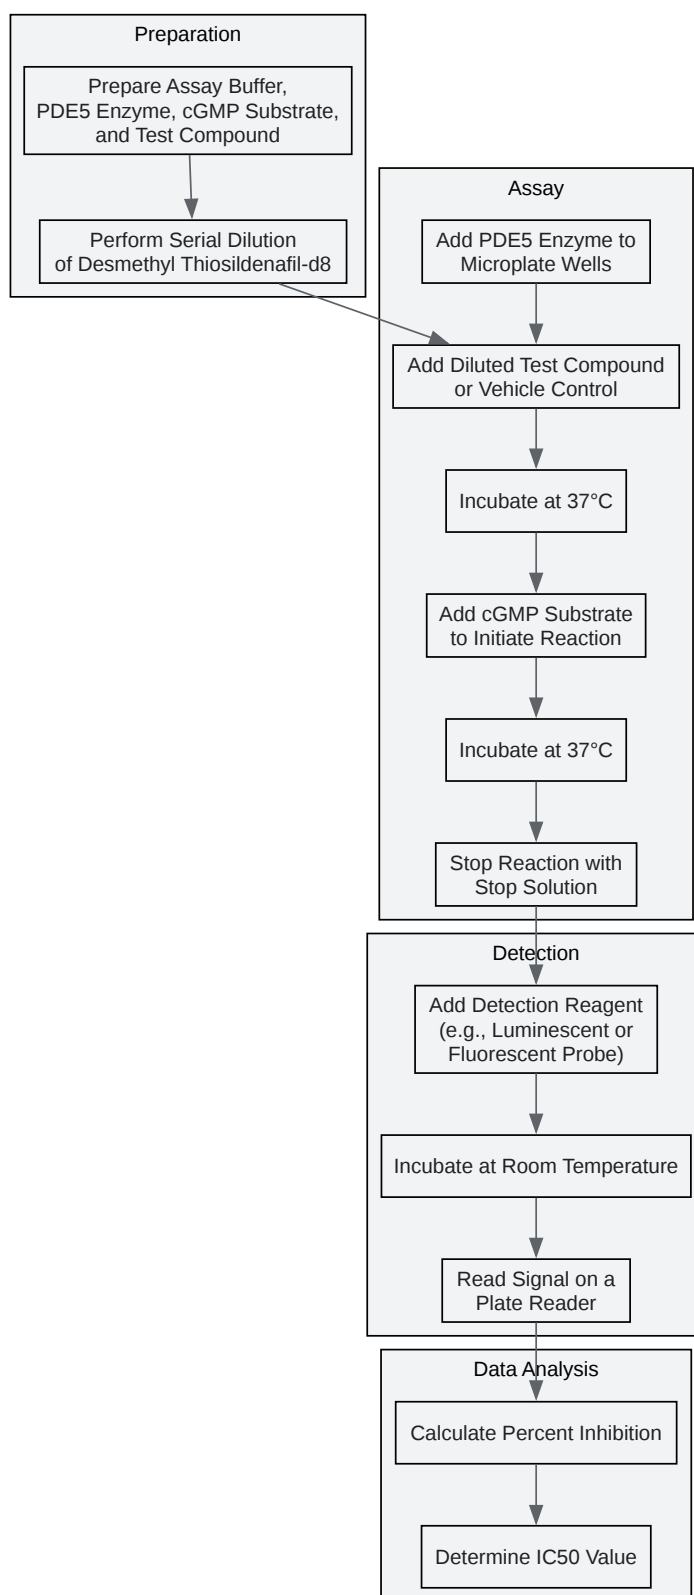 Preparation
Prepare Assay Buffer,
PDE5 Enzyme, cGMP Substrate,
and Test Compound
Perform Serial Dilution
of Desmethyl Thiosildenafil-d8
Assay
Add PDE5 Enzyme to
Microplate Wells
Add Diluted Test Compound
or Vehicle Control
Incubate at 37°C
Add cGMP Substrate
to Initiate Reaction
Incubate at 37°C
Stop Reaction with
Stop Solution
Detection
Add Detection Reagent
(e.g., Luminescent or
Fluorescent Probe)
Incubate at Room Temperature
Read Signal on a
Plate Reader
Data Analysis
Calculate Percent Inhibition
Determine IC50 Value